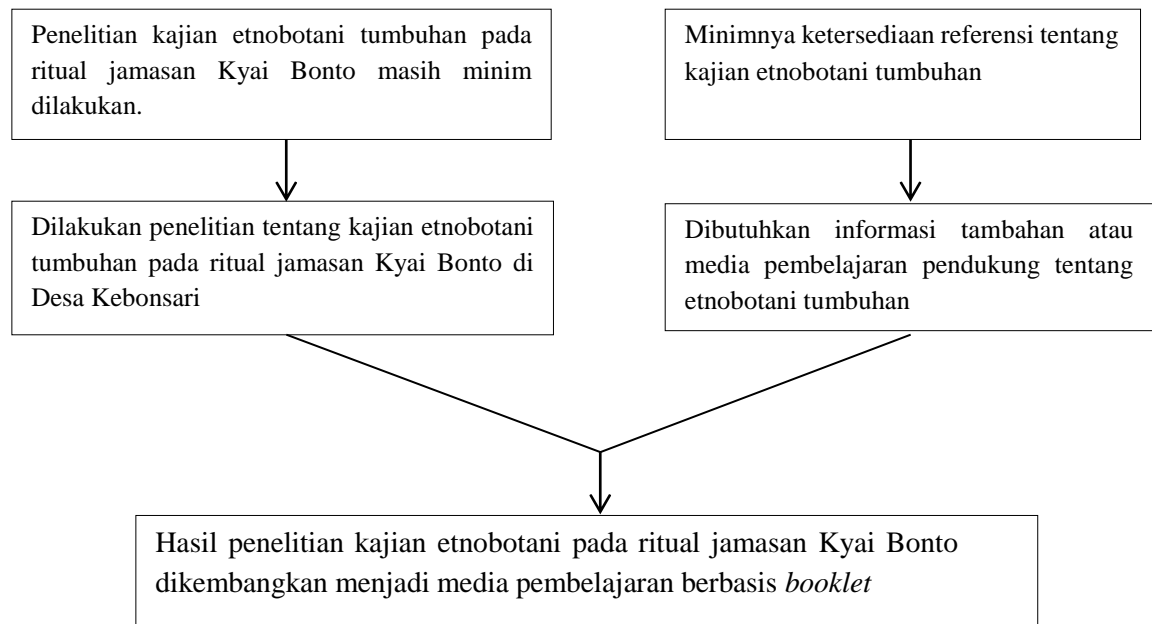 Penelitian kajian etnobotani tumbuhan pada
ritual jamasan Kyai Bonto masih minim
dilakukan.
Minimnya ketersediaan referensi tentang
kajian etnobotani tumbuhan
Dilakukan penelitian tentang kajian etnobotani
tumbuhan pada ritual jamasan Kyai Bonto di
Desa Kebonsari
Dibutuhkan informasi tambahan atau
media pembelajaran pendukung tentang
etnobotani tumbuhan
Hasil penelitian kajian etnobotani pada ritual jamasan Kyai Bonto
dikembangkan menjadi media pembelajaran berbasis booklet